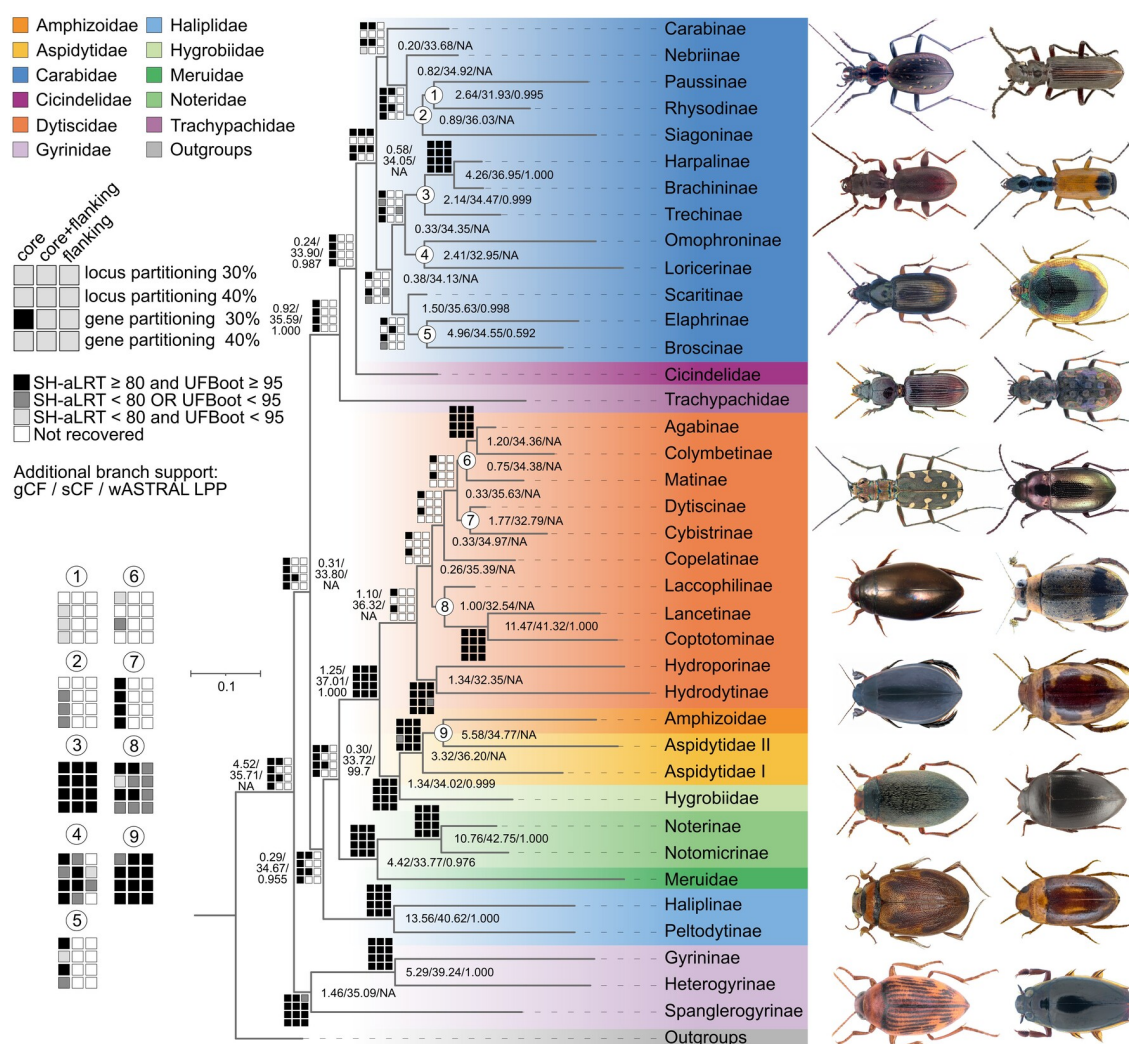 Amphizoidae
Aspidytidae
Carabidae
Cicindelidae
Dytiscidae
Gyrinidae
Haliplidae
Hygrobiidae
Meruidae
Noteridae
Trachypachidae
Outgroups
core
core+flanking
flanking
locus partitioning 30%
locus partitioning 40%
gene partitioning 30%
gene partitioning 40%
SH-aLRT ≥ 80 and UFBoot ≥ 95
SH-aLRT < 80 OR UFBoot < 95
SH-aLRT < 80 and UFBoot < 95
Not recovered
Additional branch support:
gCF / sCF / wASTRAL LPP
1
6
2
7
3
8
4
9
5
0.1
Carabinae
0.20/33.68/NA
Nebriinae
0.82/34.92/NA
Paussinae
1
2.64/31.93/0.995
Rhysodinae
2
0.89/36.03/NA
Siagoninae
0.58/
34.05/
NA
Harpalinae
4.26/36.95/1.000
Brachininae
3
2.14/34.47/0.999
Trechinae
0.33/34.35/NA
Omophroninae
4
2.41/32.95/NA
Loricerinae
0.38/34.13/NA
Scaritinae
1.50/35.63/0.998
Elaphrinae
5
4.96/34.55/0.592
Broscinae
0.24/
33.90/
0.987
Cicindelidae
0.92/
35.59/
1.000
Trachypachidae
Agabinae
1.20/34.36/NA
Colymbetinae
6
0.75/34.38/NA
Matinae
0.33/35.63/NA
Dytiscinae
7
1.77/32.79/NA
Cybistrinae
0.33/34.97/NA
Copelatinae
0.26/35.39/NA
Laccophilinae
8
1.00/32.54/NA
Lancetinae
11.47/41.32/1.000
Coptotominae
1.10/
36.32/
NA
Hydroporinae
1.34/32.35/NA
Hydrodytinae
0.31/
33.80/
NA
1.25/
37.01/
1.000
Amphizoidae
9
5.58/34.77/NA
Aspidytidae II
3.32/36.20/NA
Aspidytidae I
1.34/34.02/0.999
Hygrobiidae
0.30/
33.72/
99.7
Noterinae
10.76/42.75/1.000
Notomicrinae
4.42/33.77/0.976
Meruidae
4.52/
35.71/
NA
0.29/
34.67/
0.955
Haliplinae
13.56/40.62/1.000
Peltodytinae
Gyrininae
5.29/39.24/1.000
Heterogyrinae
1.46/35.09/NA
Spanglerogyrinae
Outgroups